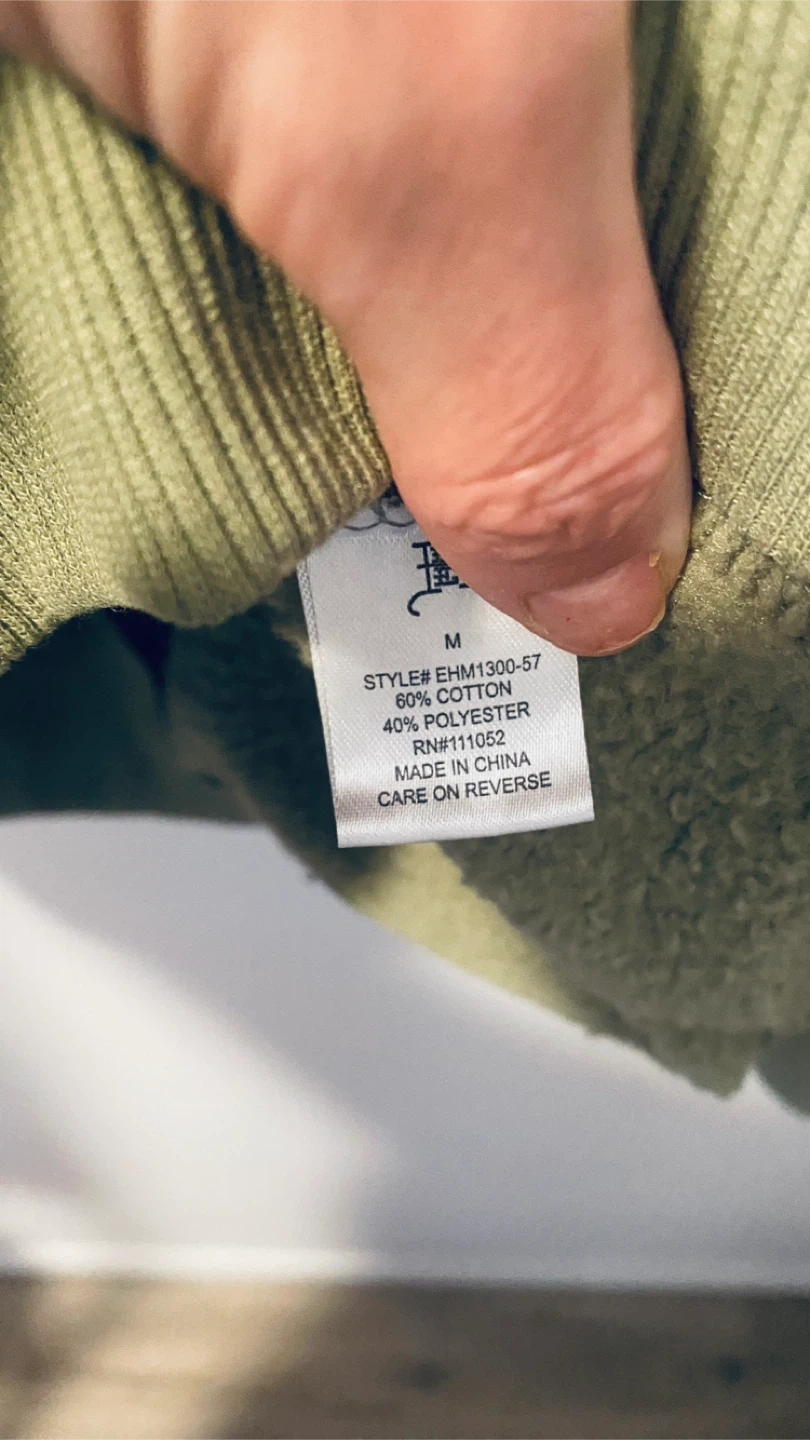 M
STYLE# EHM1300-57
60% COTTON
40% POLYESTER
RN#111052
MADE IN CHINA
CARE ON REVERSE